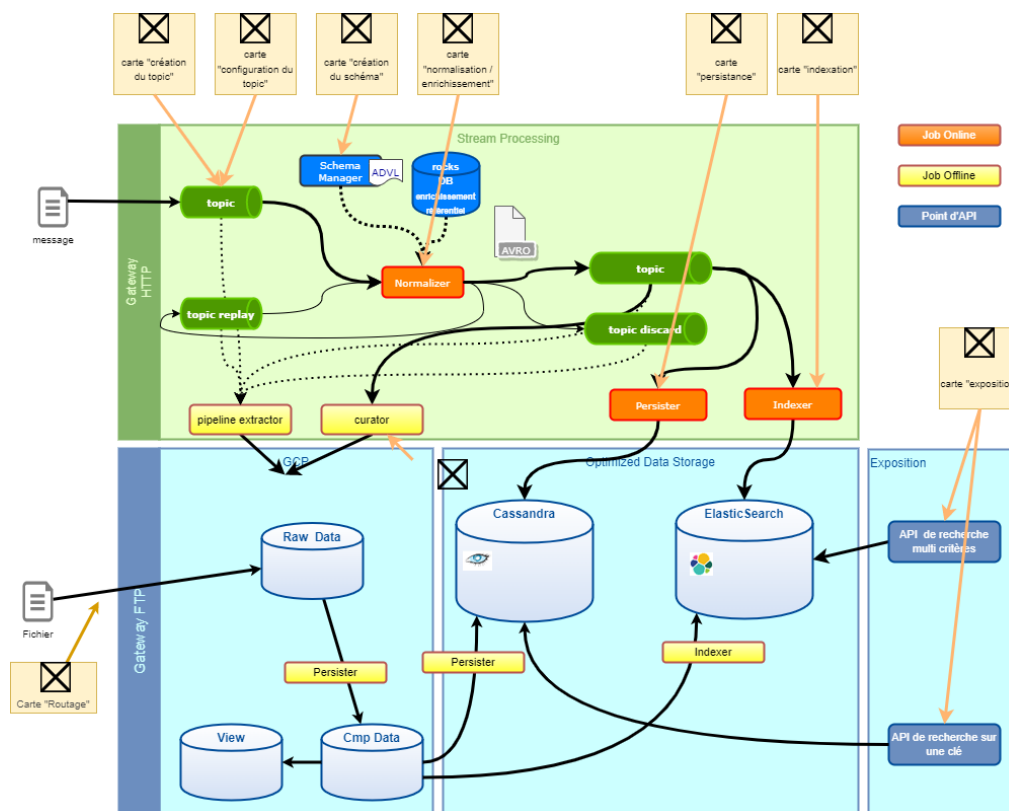 carte "création
du topic"
carte
"configuration du
topic"
carte "création
du schéma"
carte
"normalisation /
enrichissement"
carte
"persistance"
carte "indexation"
Stream Processing
Job Online
Job Offline
Point d'API
Schema
Manager
ADVL
rocks
DB
enrichissement
référentiel
topic
message
AVRO
Gateway
HTTP
Normalizer
topic
topic replay
topic discard
carte "exposition
Persister
Indexer
pipeline extractor
curator
GCP
Optimized Data Storage
Exposition
Cassandra
ElasticSearch
Raw Data
API de recherche
multi critères
Fichier
Gateway FTP
Persister
Persister
Indexer
Carte "Routage"
View
Cmp Data
API de recherche sur
une clé